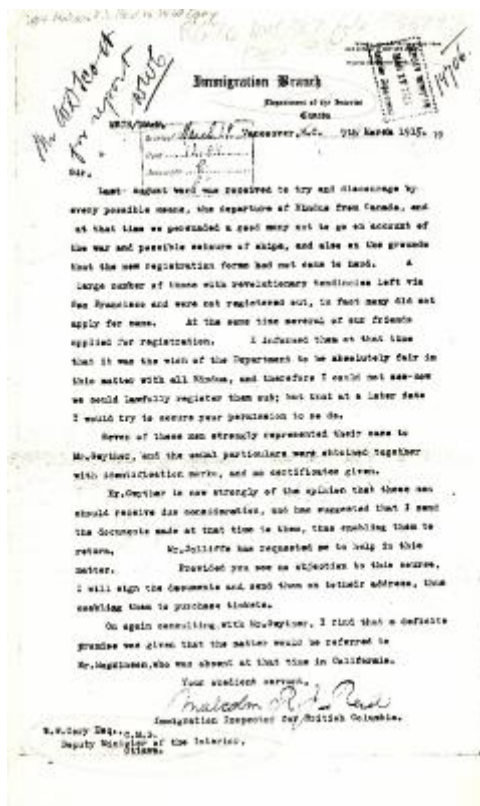 Mr WD Scott
for report
14706.
Immigration Branch
Department of the Interior
Canada
March 19
Vancouver, B.C. 9th March 1915. 19
Sir,
Last August word was received to try and discourage by
every possible means, the departure of Hindus from Canada, and
at that time we persuaded a good many not to go on account of
the war and possible seizure of ships, and also on the grounds
that the new registration forms had not come to hand. A
large number of those with revolutionary tendencies left via
San Francisco and were not registered out, in fact many did not
apply for same. At the same time several of our friends
applied for registration. I informed them at that time
that it was the wish of the Department to be absolutely fair in
this matter with all Hindus, and therefore I could not see how
we could lawfully register them out; but that at a later date
I would try to secure your permission to so do.
Seven of these men strongly represented their case to
Mr. Gwyther, and the usual particulars were obtained together
with identification marks, and no certificates given.
Mr. Gwyther is now strongly of the opinion that these men
should receive due consideration, and has suggested that I send
the documents made at that time to them, thus enabling them to
return. Mr. Jolliffe has requested me to help in this
matter. Provided you see no objection to this course,
I will sign the documents and send them on to their address, thus
enabling them to purchase tickets.
On again consulting with Mr. Gwyther, I find that a definite
promise was given that the matter would be referred to
Mr. Hopkinson, who was absent at that time in California.
Your obedient servant,
Malcolm R. J. Reid
Immigration Inspector for British Columbia.
W.W. Cory Esq., C.M.G.
Deputy Minister of the Interior,
Ottawa.